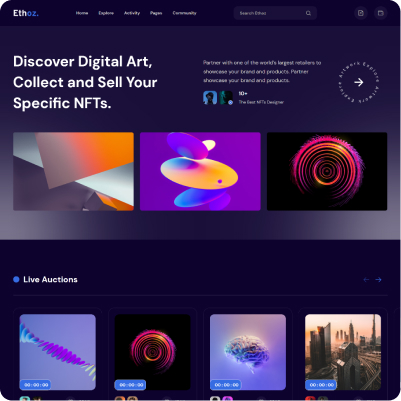 Ethoz.
Home Explore Activity Pages Community
Search Ethoz
Discover Digital Art,
Collect and Sell Your
Specific NFTs.
Partner with one of the world's largest retailers to
showcase your brand and products. Partner
showcase your brand and products.
10+
The Best NFTs Designer
Artwork Explore
Artwork Explore
Live Auctions
00:00:00
00:00:00
00:00:00
00:00:00